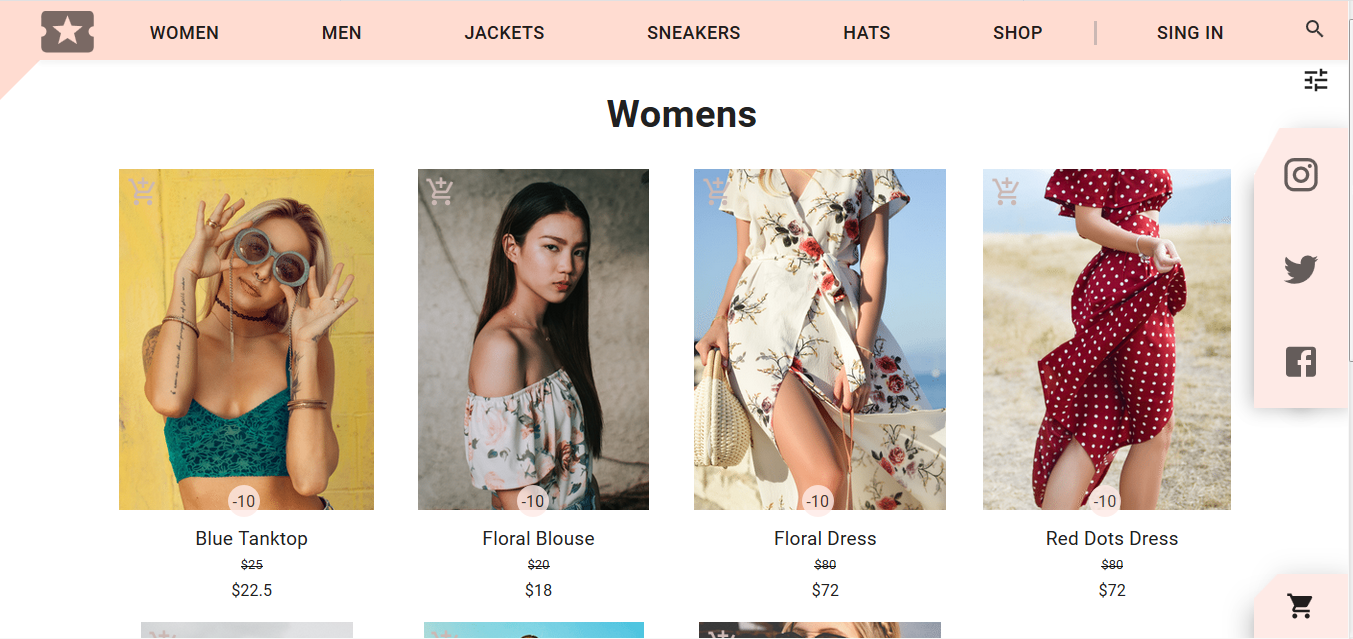 WOMEN MEN JACKETS SNEAKERS HATS SHOP | SING IN
Womens
-10 -10 -10 -10
Blue Tanktop Floral Blouse Floral Dress Red Dots Dress
$25 $20 $80 $80
$22.5 $18 $72 $72